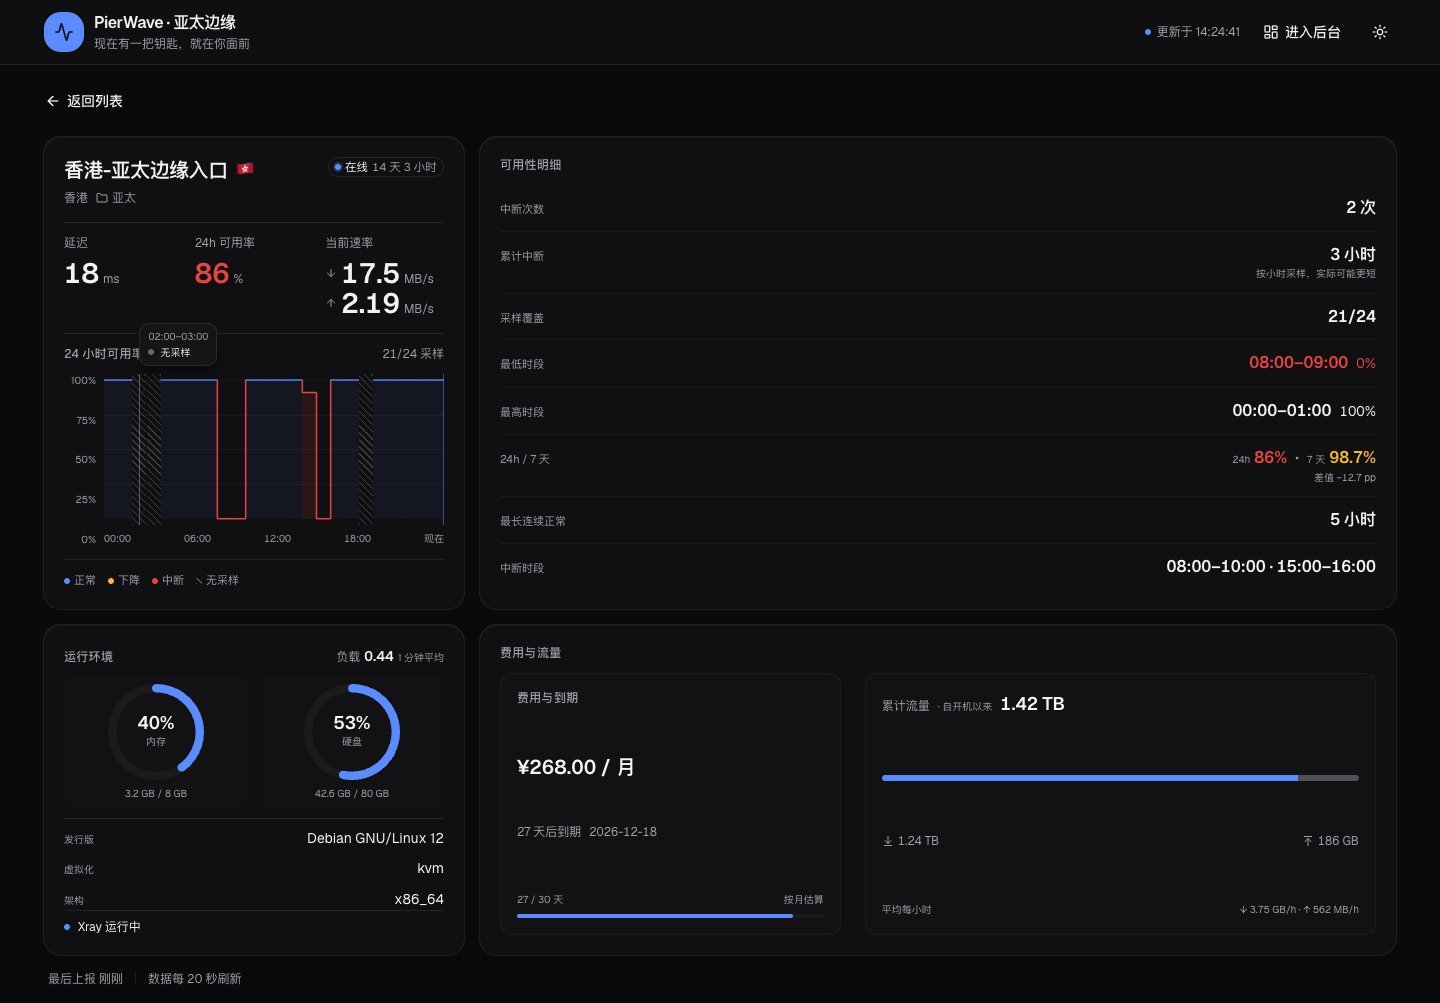 PierWave · 亚太边缘
现在有一把钥匙，就在你面前
更新于 14:24:41
进入后台
返回列表
香港-亚太边缘入口
在线 14 天 3 小时
香港 亚太
延迟
18 ms
24h 可用率
86 %
当前速率
↓ 17.5 MB/s
↑ 2.19 MB/s
02:00–03:00
无采样
24 小时可用率
21/24 采样
100%
75%
50%
25%
0%
00:00 06:00 12:00 18:00 现在
正常 下降 中断 无采样
可用性明细
中断次数 2 次
累计中断 3 小时
按小时采样，实际可能更短
采样覆盖 21/24
最低时段 08:00–09:00 0%
最高时段 00:00–01:00 100%
24h / 7 天 24h 86% · 7 天 98.7%
差值 −12.7 pp
最长连续正常 5 小时
中断时段 08:00–10:00 · 15:00–16:00
运行环境
负载 0.44 1 分钟平均
40%
内存
3.2 GB / 8 GB
53%
硬盘
42.6 GB / 80 GB
发行版 Debian GNU/Linux 12
虚拟化 kvm
架构 x86_64
Xray 运行中
费用与流量
费用与到期
¥268.00 / 月
27 天后到期 2026-12-18
27 / 30 天 按月估算
累计流量 · 自开机以来 1.42 TB
1.24 TB
186 GB
平均每小时 ↓ 3.75 GB/h · ↑ 562 MB/h
最后上报 刚刚
数据每 20 秒刷新